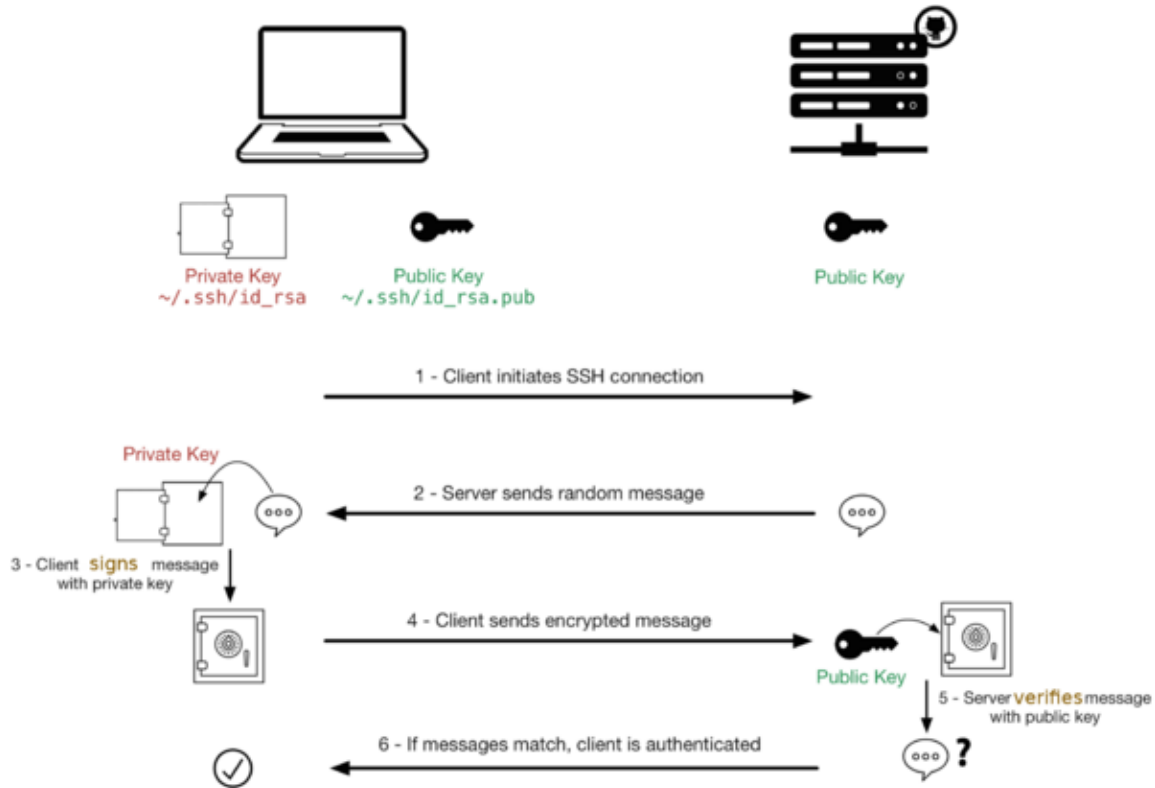 Private Key
~/.ssh/id_rsa
Public Key
~/.ssh/id_rsa.pub
Public Key
1 - Client initiates SSH connection
Private Key
2 - Server sends random message
3 - Client signs message
with private key
4 - Client sends encrypted message
Public Key
5 - Server verifies message
with public key
6 - If messages match, client is authenticated
?